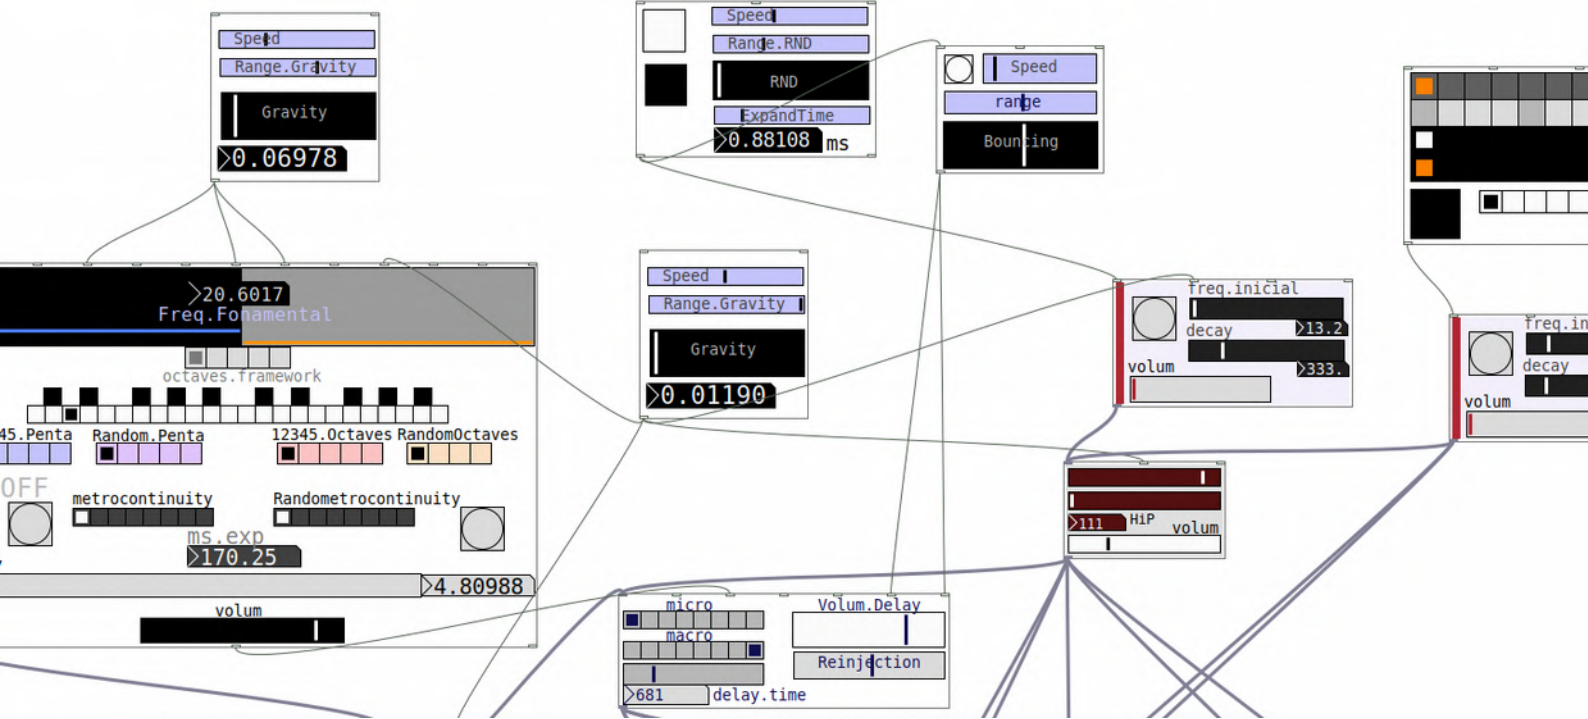 Speed
Range.Gravity
Gravity
>0.06978
Speed
Range.RND
RND
ExpandTime
>0.88108 ms
Speed
range
Bouncing
>20.6017
Freq.Fonamental
octaves.framework
45.Penta Random.Penta 12345.Octaves RandomOctaves
OFF
metrocontinuity Randometrocontinuity
ms.exp
>170.25
>4.80988
volum
Speed
Range.Gravity
Gravity
>0.01190
freq.inicial
>13.2
decay
>333.
volum
freq.in
decay
volum
>111 HiP volum
micro
macro
>681 delay.time
Volum.Delay
Reinjection